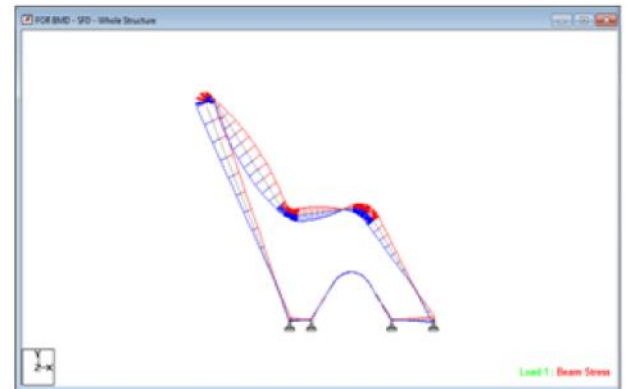 FOR BMD - SFD - Whole Structure
Y
Z X
Load 1 : Beam Stress